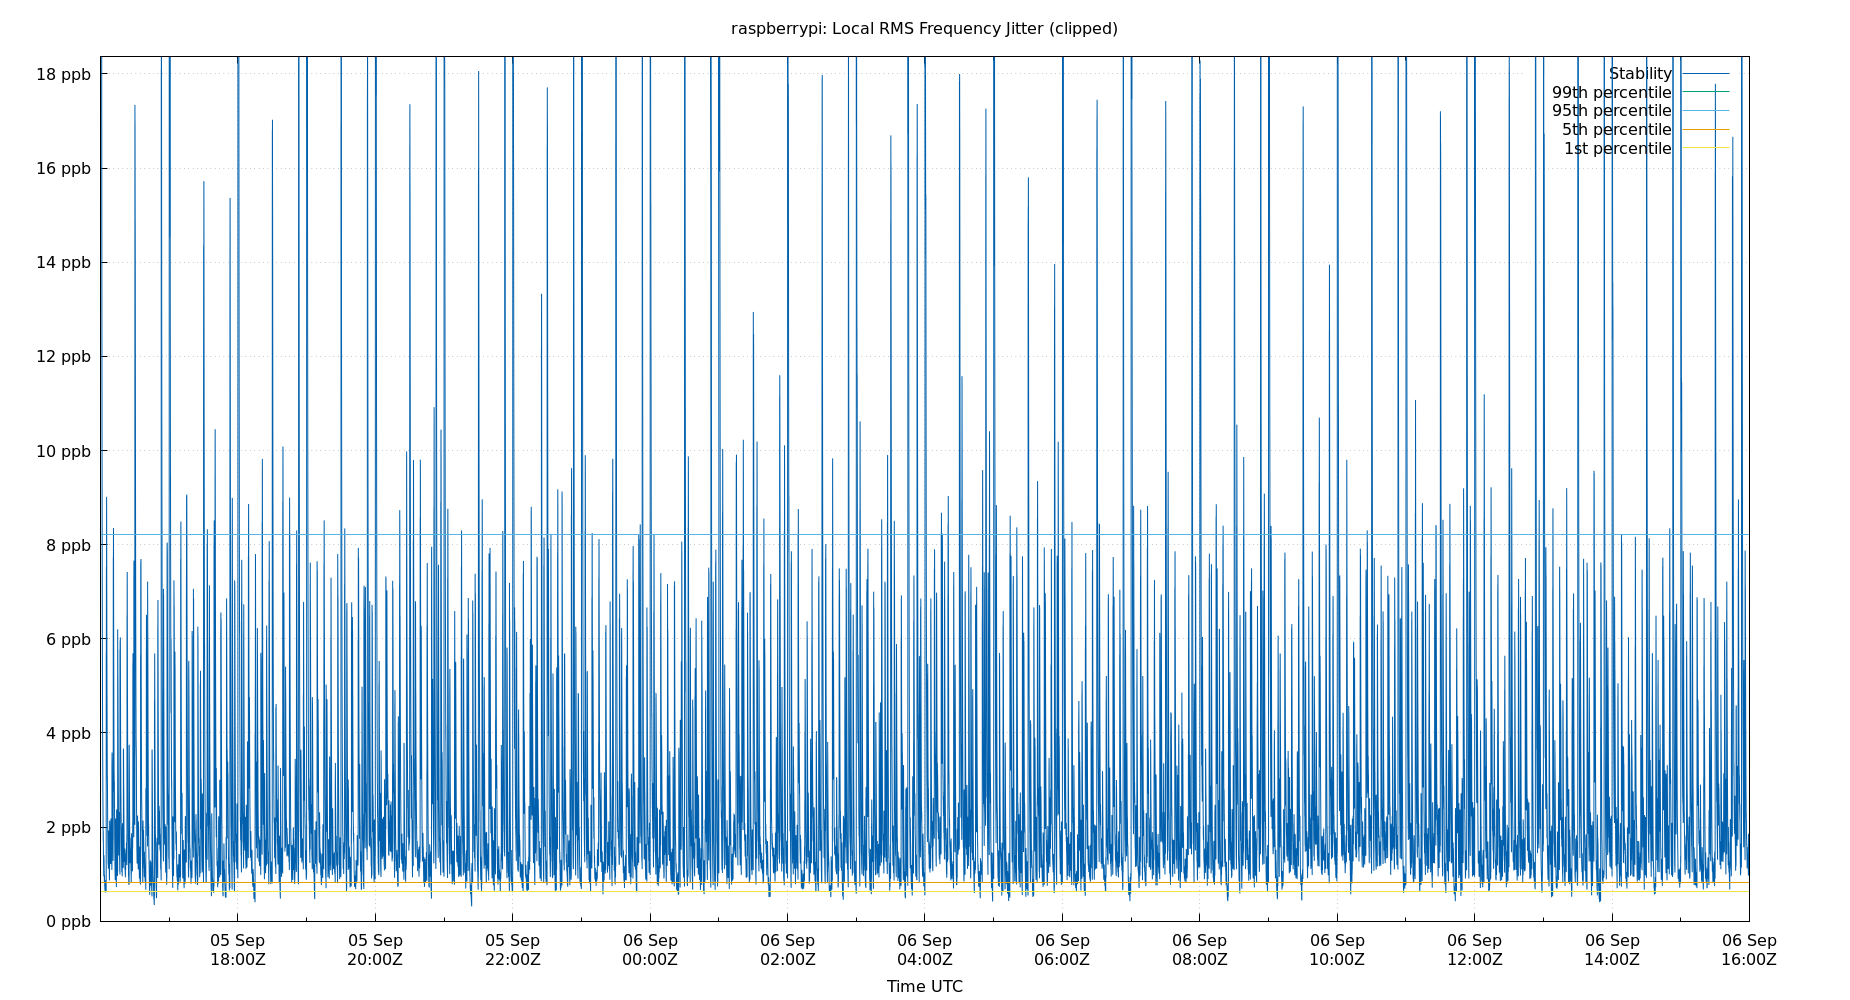 raspberrypi: Local RMS Frequency Jitter (clipped)
18 ppb
16 ppb
14 ppb
12 ppb
10 ppb
8 ppb
6 ppb
4 ppb
2 ppb
0 ppb
Stability
99th percentile
95th percentile
5th percentile
1st percentile
05 Sep
18:00Z
05 Sep
20:00Z
05 Sep
22:00Z
06 Sep
00:00Z
06 Sep
02:00Z
06 Sep
04:00Z
06 Sep
06:00Z
06 Sep
08:00Z
06 Sep
10:00Z
06 Sep
12:00Z
06 Sep
14:00Z
06 Sep
16:00Z
Time UTC